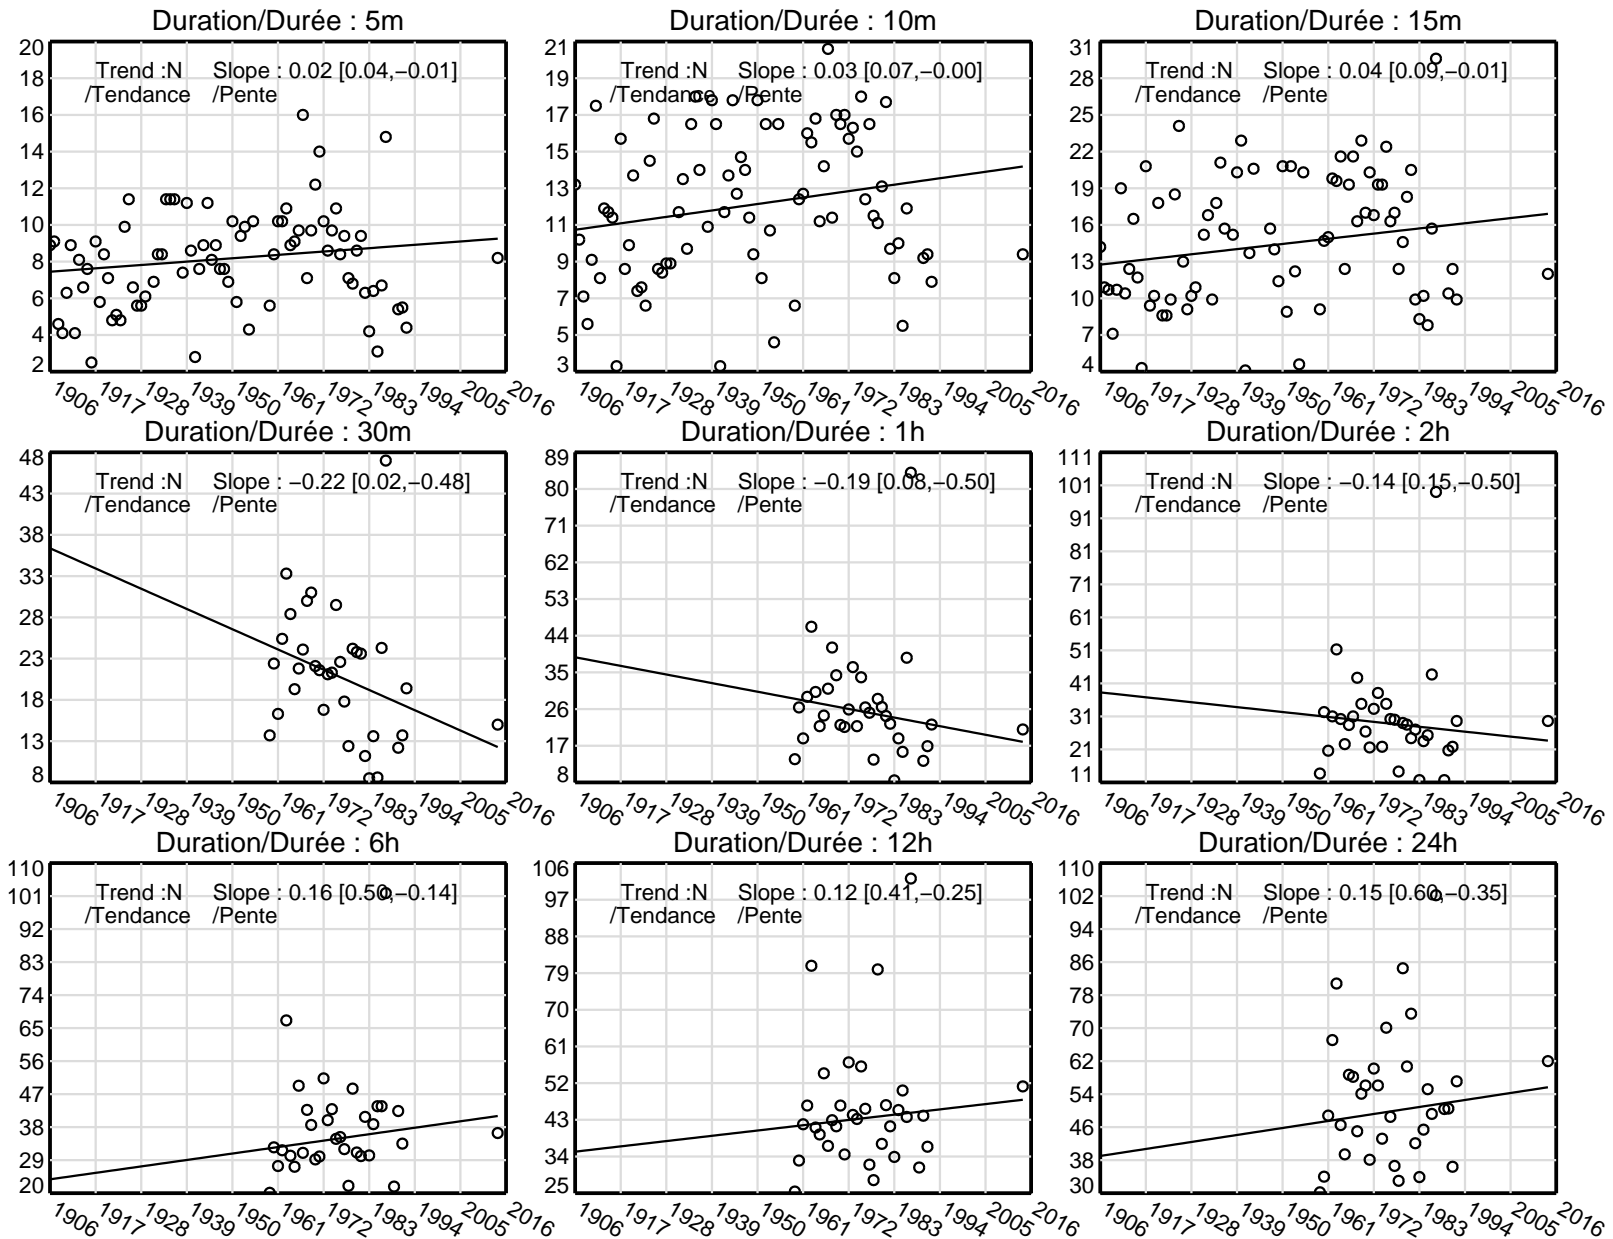 Duration/Durée : 5m
Trend :N Slope : 0.02 [0.04,−0.01]
/Tendance /Pente
20
18
16
14
12
10
8
6
4
2
1906 1917 1928 1939 1950 1961 1972 1983 1994 2005 2016
Duration/Durée : 10m
Trend :N Slope : 0.03 [0.07,−0.00]
/Tendance /Pente
21
19
17
15
13
11
9
7
5
3
1906 1917 1928 1939 1950 1961 1972 1983 1994 2005 2016
Duration/Durée : 15m
Trend :N Slope : 0.04 [0.09,−0.01]
/Tendance /Pente
31
28
25
22
19
16
13
10
7
4
1906 1917 1928 1939 1950 1961 1972 1983 1994 2005 2016
Duration/Durée : 30m
Trend :N Slope : −0.22 [0.02,−0.48]
/Tendance /Pente
48
43
38
33
28
23
18
13
8
1906 1917 1928 1939 1950 1961 1972 1983 1994 2005 2016
Duration/Durée : 1h
Trend :N Slope : −0.19 [0.08,−0.50]
/Tendance /Pente
89
80
71
62
53
44
35
26
17
8
1906 1917 1928 1939 1950 1961 1972 1983 1994 2005 2016
Duration/Durée : 2h
Trend :N Slope : −0.14 [0.15,−0.50]
/Tendance /Pente
111
101
91
81
71
61
51
41
31
21
11
1906 1917 1928 1939 1950 1961 1972 1983 1994 2005 2016
Duration/Durée : 6h
Trend :N Slope : 0.16 [0.50,−0.14]
/Tendance /Pente
110
101
92
83
74
65
56
47
38
29
20
1906 1917 1928 1939 1950 1961 1972 1983 1994 2005 2016
Duration/Durée : 12h
Trend :N Slope : 0.12 [0.41,−0.25]
/Tendance /Pente
106
97
88
79
70
61
52
43
34
25
1906 1917 1928 1939 1950 1961 1972 1983 1994 2005 2016
Duration/Durée : 24h
Trend :N Slope : 0.15 [0.60,−0.35]
/Tendance /Pente
110
102
94
86
78
70
62
54
46
38
30
1906 1917 1928 1939 1950 1961 1972 1983 1994 2005 2016